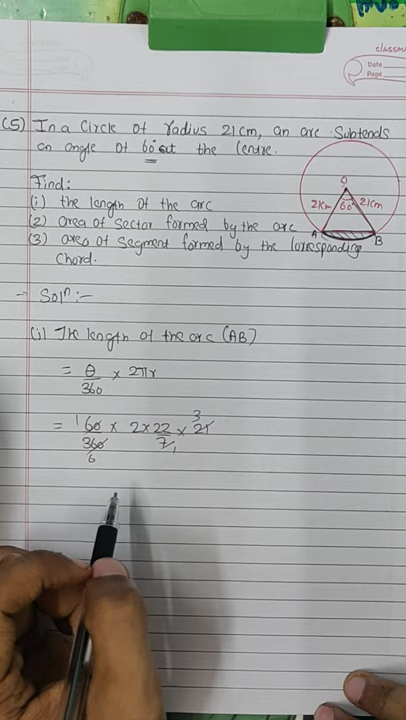 classm
Date
Page
(5) In a Circle of radius 21 cm, an arc Subtends
an angle of 60° at the Centre.
Find:
(1) the length of the arc
(2) area of sector formed by the arc
(3) area of Segment formed by the Corresponding
Chord.
O
21cm 60° 21cm
A B
→ Solⁿ:-
(i) The length of the arc (AB)
= θ/360 × 2πr
= 60/360 × 2×22/7 × 21
1 6 1 3